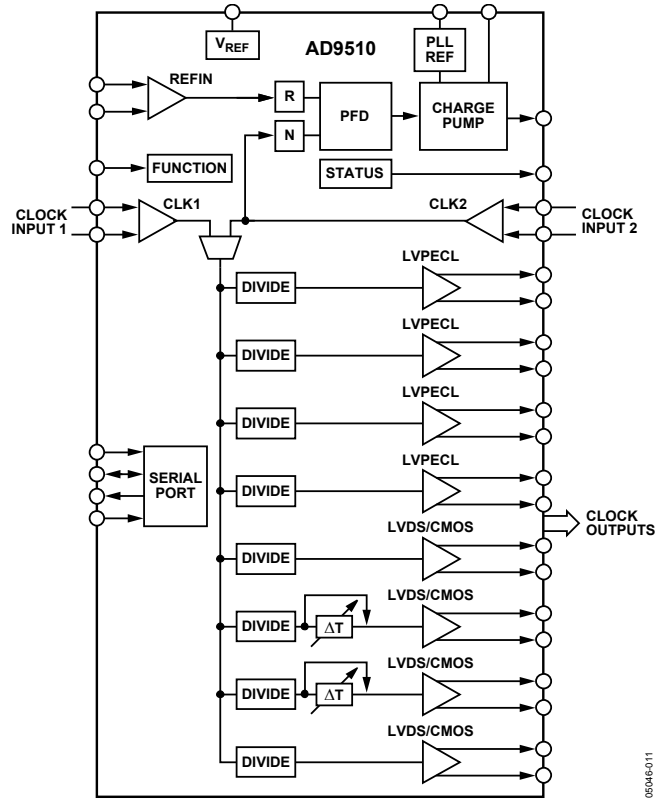 VREF
AD9510
PLL
REF
REFIN
R
N
PFD
CHARGE
PUMP
FUNCTION
STATUS
CLOCK
INPUT 1
CLK1
CLK2
CLOCK
INPUT 2
LVPECL
DIVIDE
LVPECL
DIVIDE
LVPECL
DIVIDE
LVPECL
DIVIDE
SERIAL
PORT
CLOCK
OUTPUTS
LVDS/CMOS
DIVIDE
LVDS/CMOS
DIVIDE
ΔT
LVDS/CMOS
DIVIDE
ΔT
LVDS/CMOS
DIVIDE
05046-011